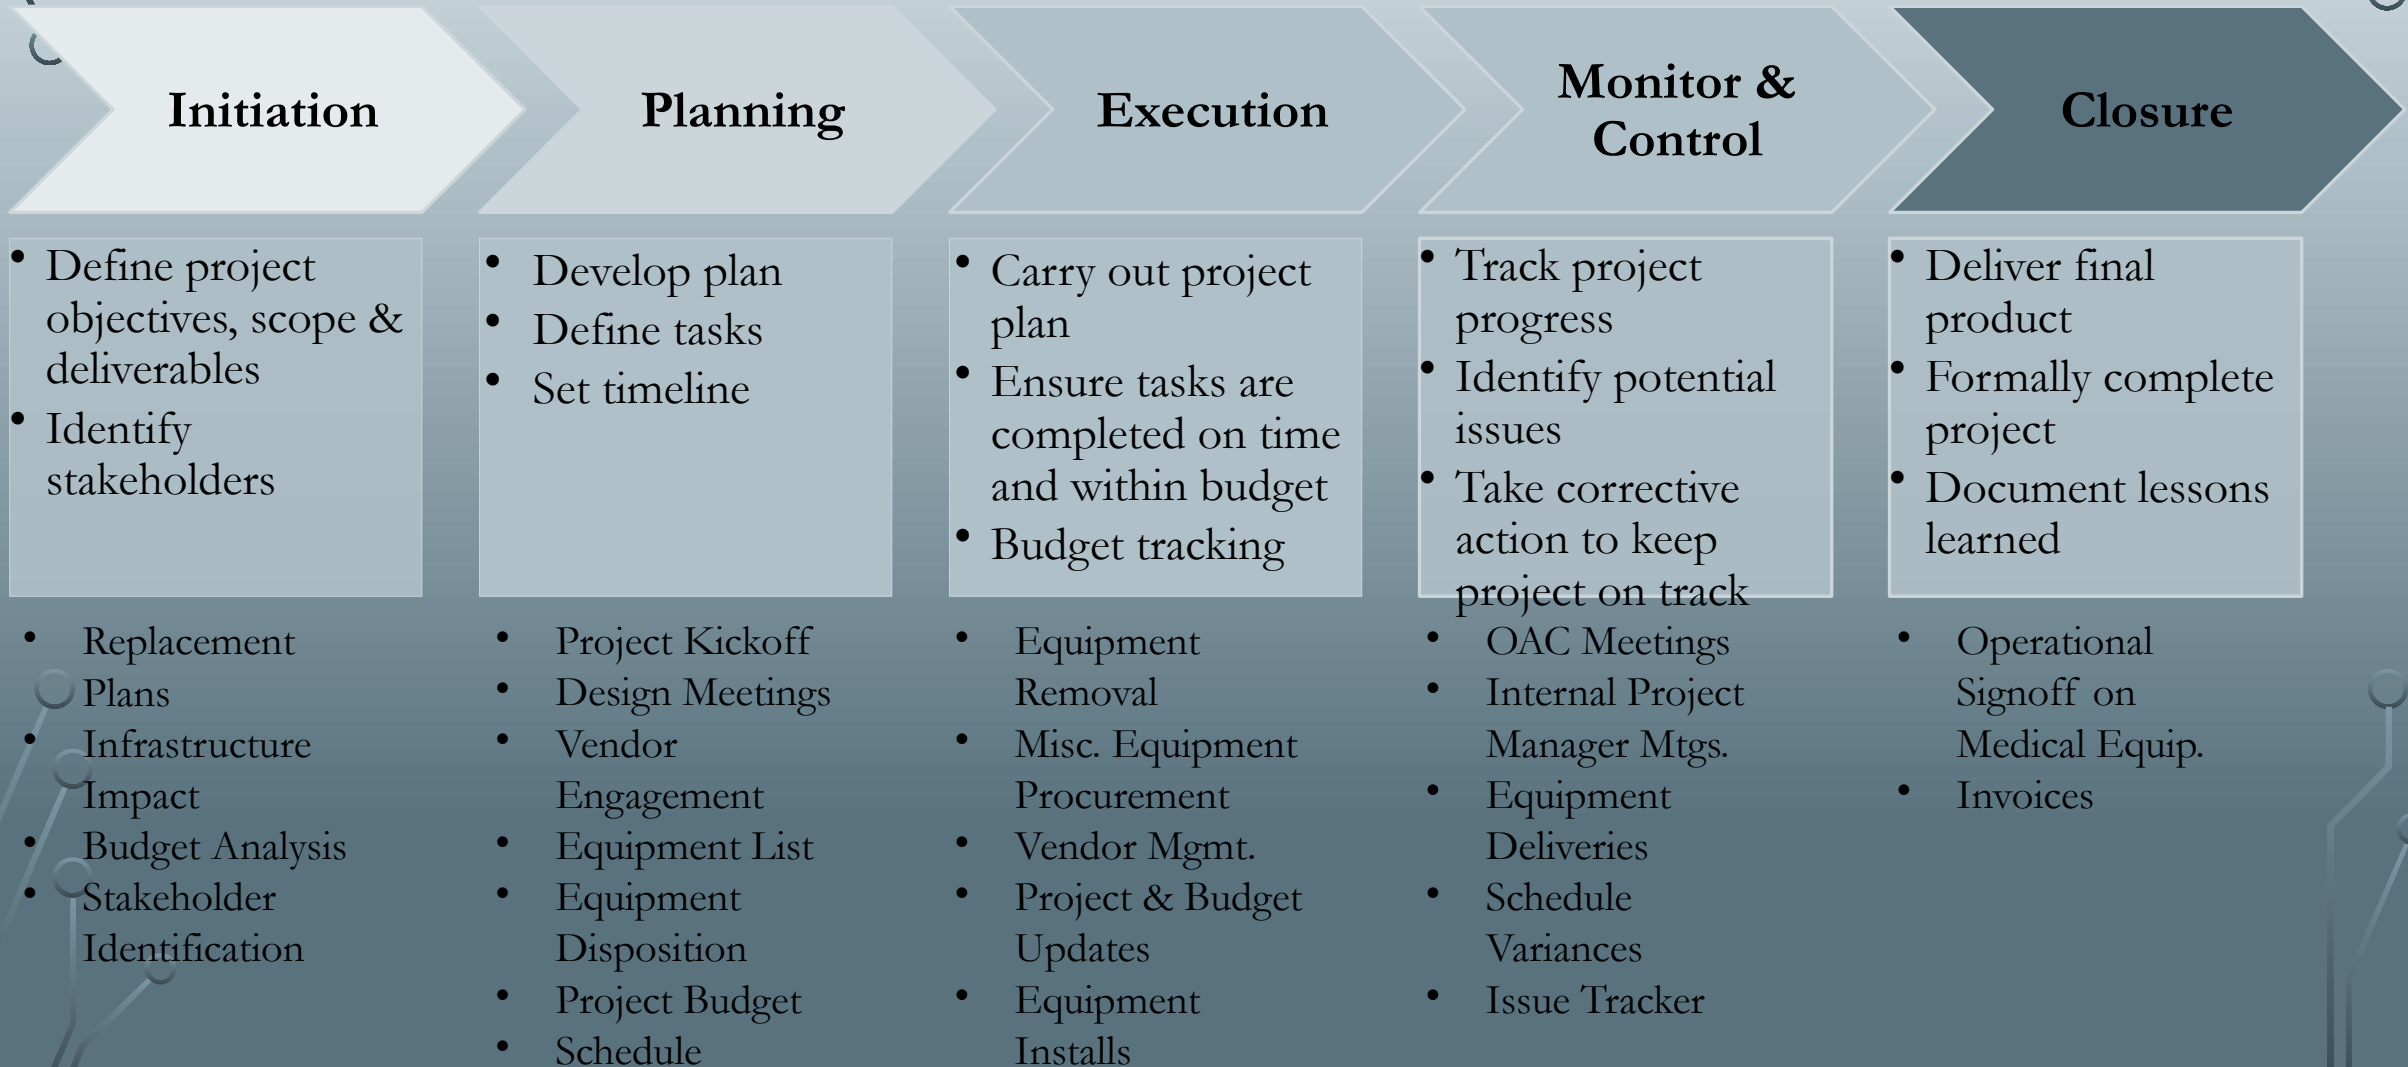 Initiation
Planning
Execution
Monitor &
Control
Closure
• Define project
objectives, scope &
deliverables
• Identify
stakeholders
• Develop plan
• Define tasks
• Set timeline
• Carry out project
plan
• Ensure tasks are
completed on time
and within budget
• Budget tracking
• Track project
progress
• Identify potential
issues
• Take corrective
action to keep
project on track
• Deliver final
product
• Formally complete
project
• Document lessons
learned
• Replacement
Plans
• Infrastructure
Impact
• Budget Analysis
• Stakeholder
Identification
• Project Kickoff
• Design Meetings
• Vendor
Engagement
• Equipment List
• Equipment
Disposition
• Project Budget
• Schedule
• Equipment
Removal
• Misc. Equipment
Procurement
• Vendor Mgmt.
• Project & Budget
Updates
• Equipment
Installs
• OAC Meetings
• Internal Project
Manager Mtgs.
• Equipment
Deliveries
• Schedule
Variances
• Issue Tracker
• Operational
Signoff on
Medical Equip.
• Invoices